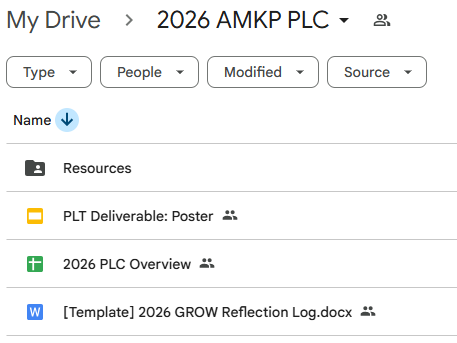 My Drive > 2026 AMKP PLC
Type People Modified Source
Name
Resources
PLT Deliverable: Poster
2026 PLC Overview
W [Template] 2026 GROW Reflection Log.docx